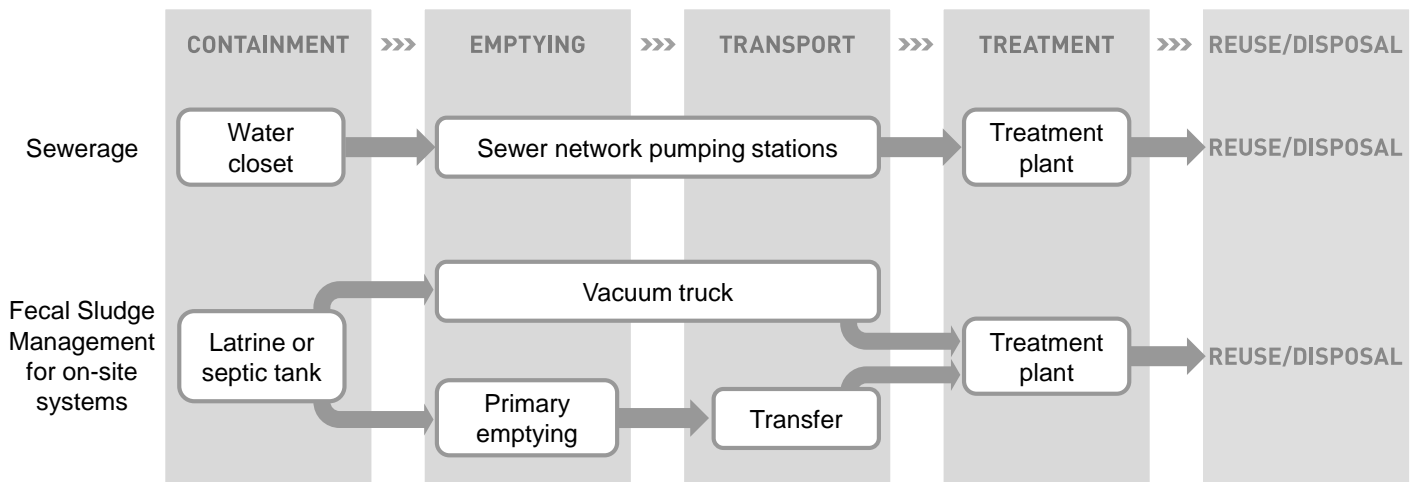 CONTAINMENT >>> EMPTYING >>> TRANSPORT >>> TREATMENT >>> REUSE/DISPOSAL
Sewerage
Water
closet
Sewer network pumping stations
Treatment
plant
REUSE/DISPOSAL
Fecal Sludge
Management
for on-site
systems
Latrine or
septic tank
Vacuum truck
Primary
emptying
Transfer
Treatment
plant
REUSE/DISPOSAL